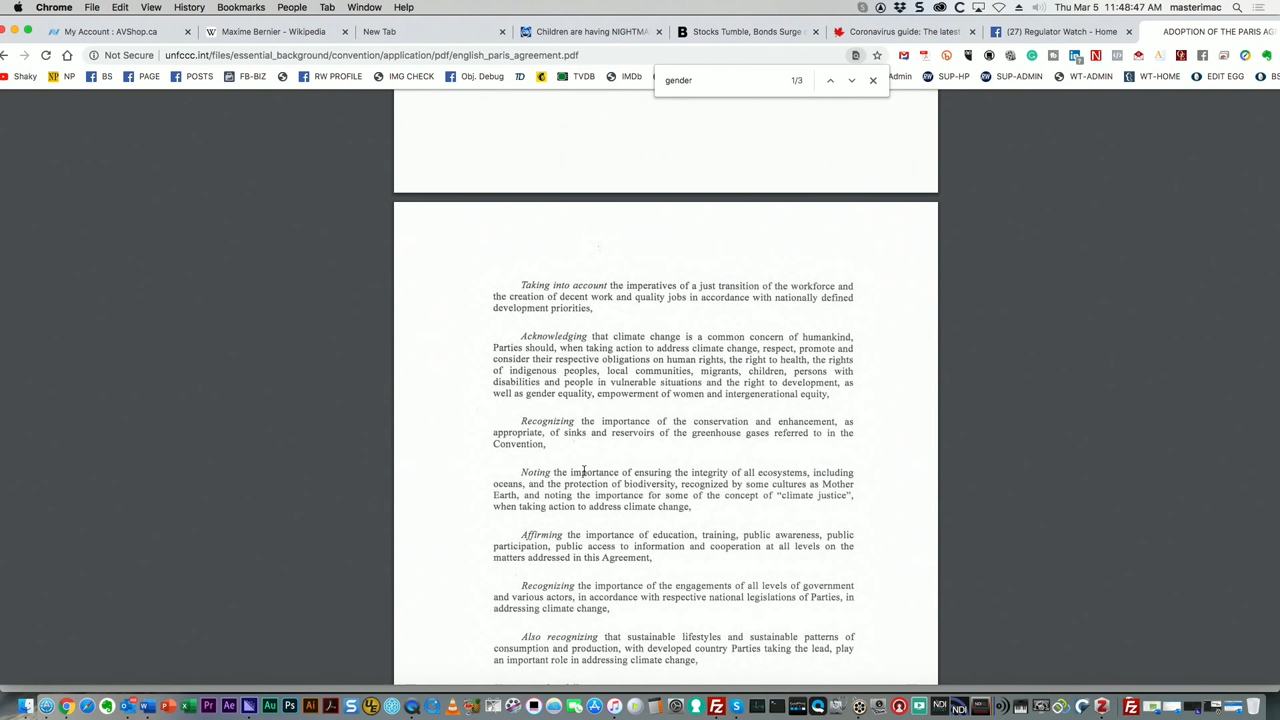 Chrome File Edit View History Bookmarks People Tab Window Help Thu Mar 5 11:48:47 AM masterimac
My Account : AVShop.ca Maxime Bernier - Wikipedia New Tab Children are having NIGHTMA Stocks Tumble, Bonds Surge Coronavirus guide: The latest (27) Regulator Watch - Home ADOPTION OF THE PARIS AG
Not Secure unfccc.int/files/essential_background/convention/application/pdf/english_paris_agreement.pdf
Shaky NP BS PAGE POSTS FB-BIZ RW PROFILE IMG CHECK Obj. Debug TVDB IMDb Admin SUP-HP SUP-ADMIN WT-ADMIN WT-HOME EDIT EGG BS
gender 1/3
Taking into account the imperatives of a just transition of the workforce and
the creation of decent work and quality jobs in accordance with nationally defined
development priorities,
Acknowledging that climate change is a common concern of humankind,
Parties should, when taking action to address climate change, respect, promote and
consider their respective obligations on human rights, the right to health, the rights
of indigenous peoples, local communities, migrants, children, persons with
disabilities and people in vulnerable situations and the right to development, as
well as gender equality, empowerment of women and intergenerational equity,
Recognizing the importance of the conservation and enhancement, as
appropriate, of sinks and reservoirs of the greenhouse gases referred to in the
Convention,
Noting the importance of ensuring the integrity of all ecosystems, including
oceans, and the protection of biodiversity, recognized by some cultures as Mother
Earth, and noting the importance for some of the concept of “climate justice”,
when taking action to address climate change,
Affirming the importance of education, training, public awareness, public
participation, public access to information and cooperation at all levels on the
matters addressed in this Agreement,
Recognizing the importance of the engagements of all levels of government
and various actors, in accordance with respective national legislations of Parties, in
addressing climate change,
Also recognizing that sustainable lifestyles and sustainable patterns of
consumption and production, with developed country Parties taking the lead, play
an important role in addressing climate change,